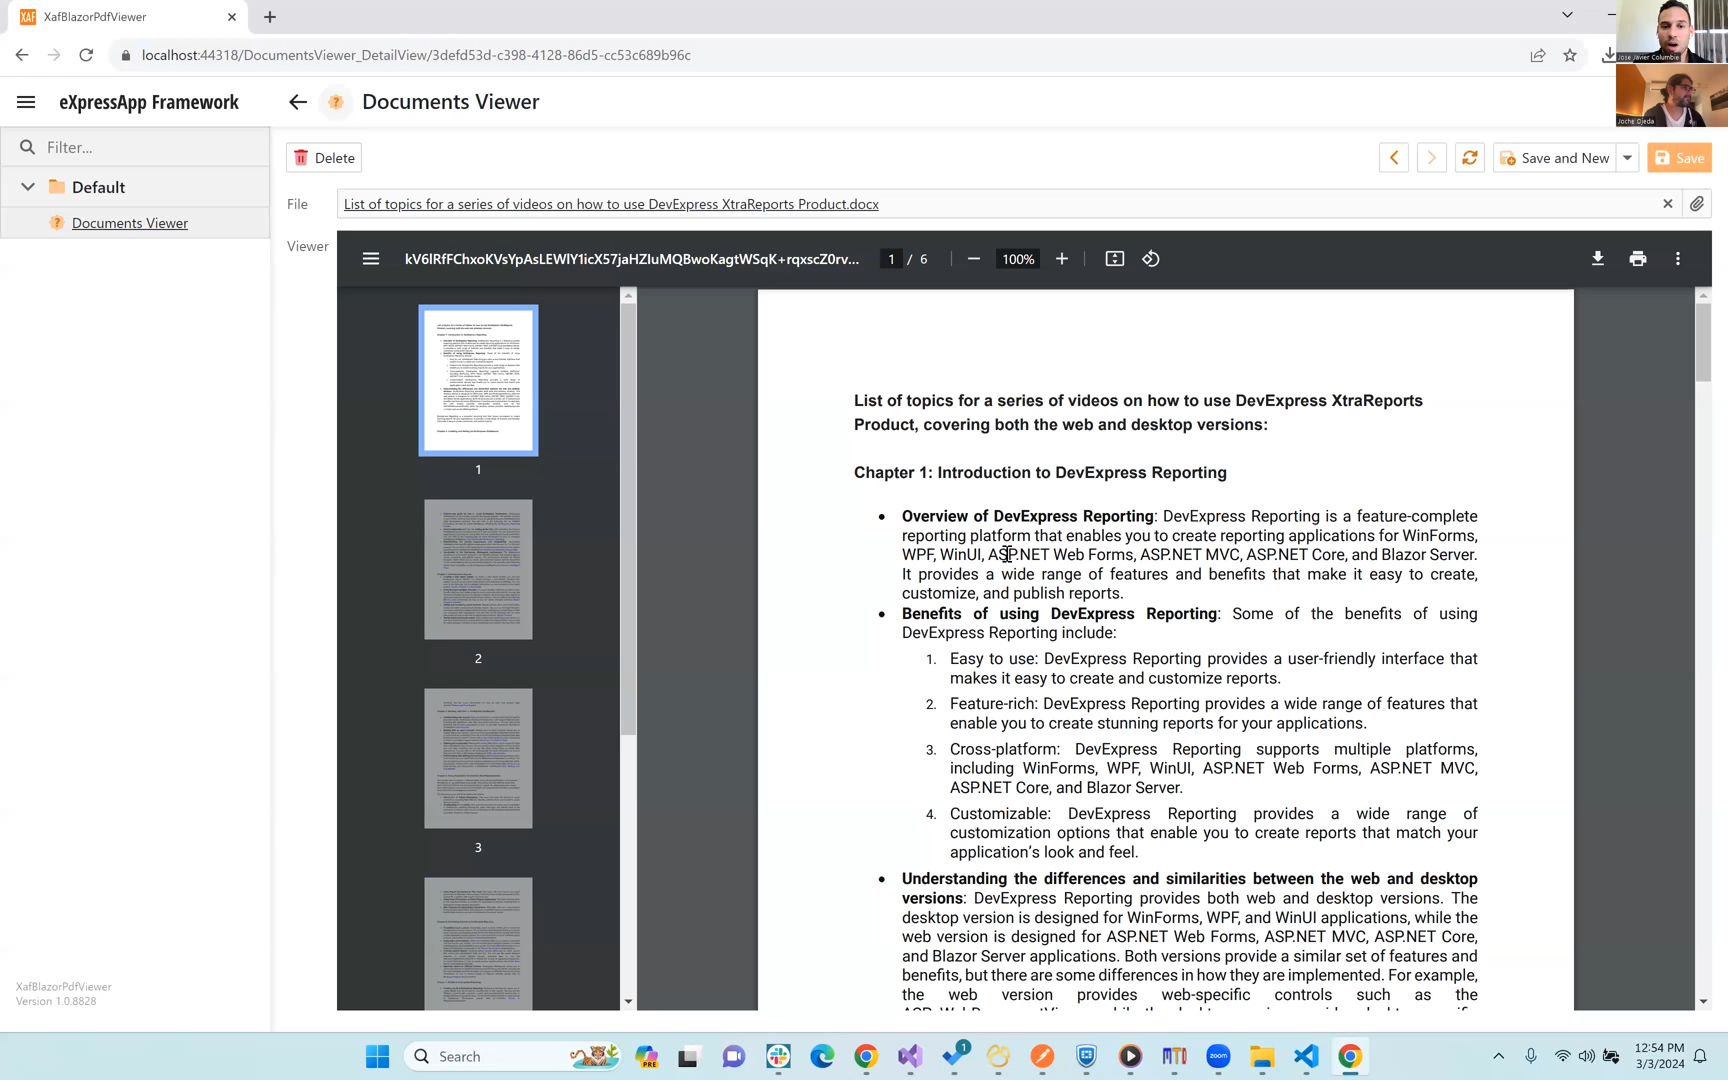 XAF XafBlazorPdfViewer
localhost:44318/DocumentsViewer_DetailView/3defd53d-c398-4128-86d5-cc53c689b96c
Jose Javier Columbie
Joche Ojeda
eXpressApp Framework
Documents Viewer
Filter...
Delete
Save and New
Save
Default
Documents Viewer
File
List of topics for a series of videos on how to use DevExpress XtraReports Product.docx
Viewer
1 / 6
100%
1
2
3
List of topics for a series of videos on how to use DevExpress XtraReports
Product, covering both the web and desktop versions:
Chapter 1: Introduction to DevExpress Reporting
• Overview of DevExpress Reporting: DevExpress Reporting is a feature-complete
reporting platform that enables you to create reporting applications for WinForms,
WPF, WinUI, ASP.NET Web Forms, ASP.NET MVC, ASP.NET Core, and Blazor Server.
It provides a wide range of features and benefits that make it easy to create,
customize, and publish reports.
• Benefits of using DevExpress Reporting: Some of the benefits of using
DevExpress Reporting include:
1. Easy to use: DevExpress Reporting provides a user-friendly interface that
makes it easy to create and customize reports.
2. Feature-rich: DevExpress Reporting provides a wide range of features that
enable you to create stunning reports for your applications.
3. Cross-platform: DevExpress Reporting supports multiple platforms,
including WinForms, WPF, WinUI, ASP.NET Web Forms, ASP.NET MVC,
ASP.NET Core, and Blazor Server.
4. Customizable: DevExpress Reporting provides a wide range of
customization options that enable you to create reports that match your
application's look and feel.
• Understanding the differences and similarities between the web and desktop
versions: DevExpress Reporting provides both web and desktop versions. The
desktop version is designed for WinForms, WPF, and WinUI applications, while the
web version is designed for ASP.NET Web Forms, ASP.NET MVC, ASP.NET Core,
and Blazor Server applications. Both versions provide a similar set of features and
benefits, but there are some differences in how they are implemented. For example,
the web version provides web-specific controls such as the
XafBlazorPdfViewer
Version 1.0.8828
Search
PRE
1
MTI
zoom
12:54 PM
3/3/2024